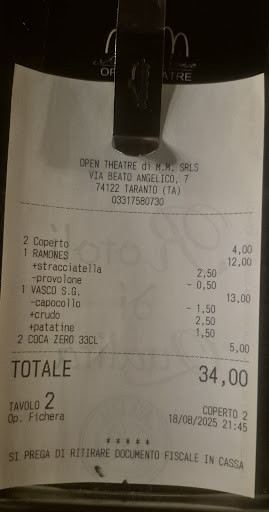 OPEN THEATRE di M.M. SRLS
VIA BEATO ANGELICO, 7
74122 TARANTO (TA)
03317580730
2 Coperto 4,00
1 RAMONES 12,00
+stracciatella 2,50
-provolone - 0,50
1 VASCO S.G. 13,00
-capocollo - 1,50
+crudo 2,50
+patatine 1,50
2 COCA ZERO 33CL 5,00
TOTALE 34,00
TAVOLO 2 COPERTO 2
Op. Fichera 18/08/2025 21:45
*****
SI PREGA DI RITIRARE DOCUMENTO FISCALE IN CASSA